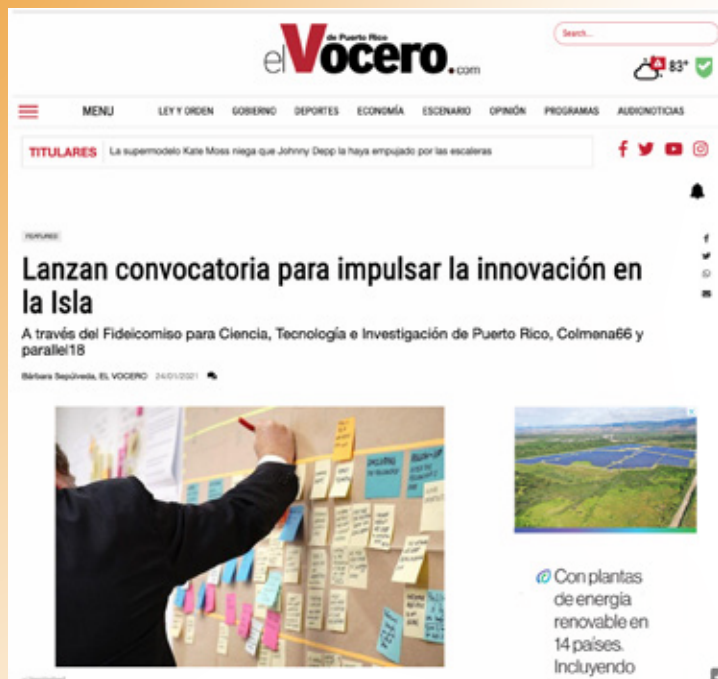 el Vocero.com
de Puerto Rico
Search...
83°
MENU
LEY Y ORDEN GOBIERNO DEPORTES ECONOMÍA ESCENARIO OPINIÓN PROGRAMAS AUDIONOTICIAS
TITULARES La supermodelo Kate Moss niega que Johnny Depp la haya empujado por las escaleras
FEATURED
Lanzan convocatoria para impulsar la innovación en
la Isla
A través del Fideicomiso para Ciencia, Tecnología e Investigación de Puerto Rico, Colmena66 y
parallel18
Bárbara Sepúlveda, EL VOCERO 24/01/2021
Con plantas
de energía
renovable en
14 países.
Incluyendo